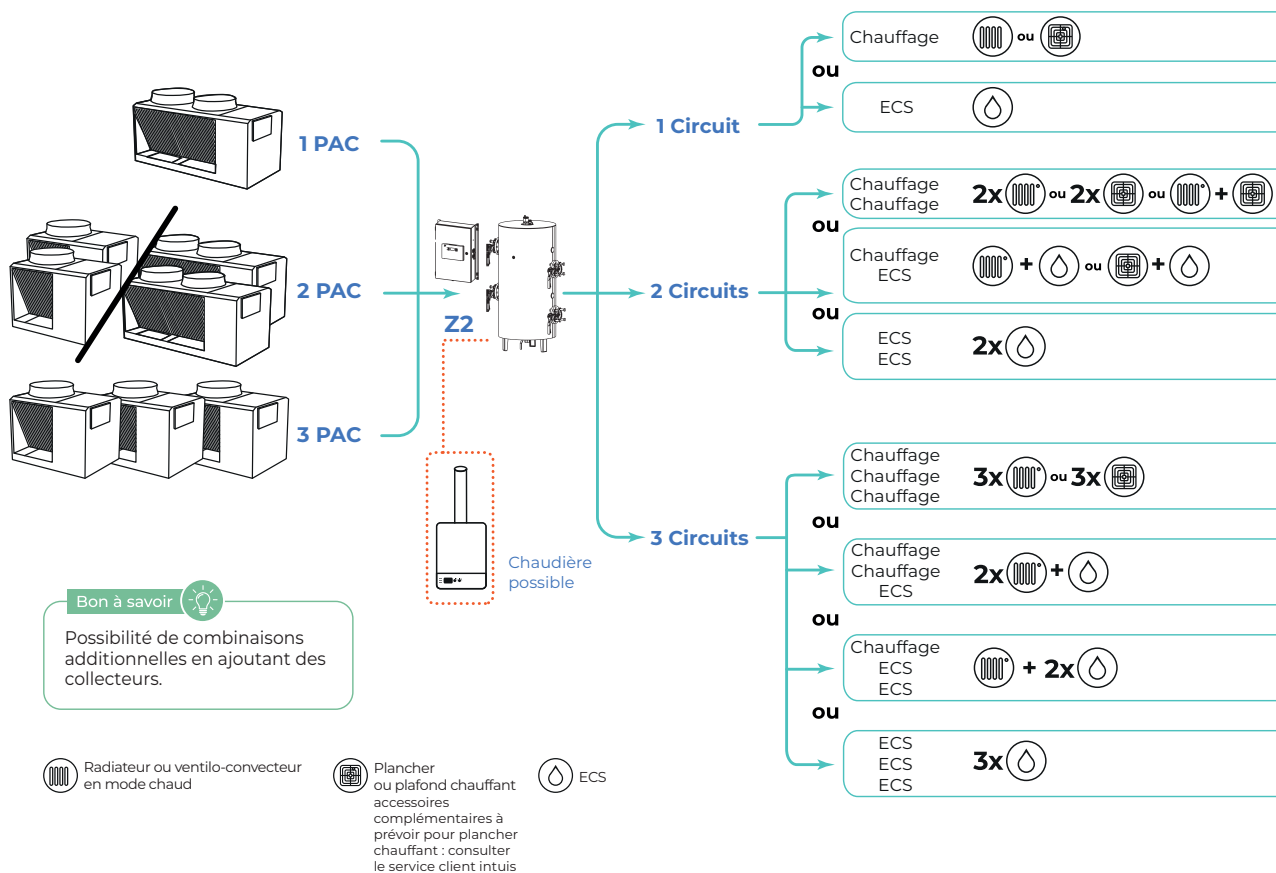 1 PAC
2 PAC
3 PAC
Z2
Chaudière
possible
1 Circuit
Chauffage
ou
ou
ECS
2 Circuits
Chauffage
Chauffage
2x ou 2x ou +
ou
Chauffage
ECS
+ ou +
ou
ECS
ECS
2x
3 Circuits
Chauffage
Chauffage
Chauffage
3x ou 3x
ou
Chauffage
Chauffage
ECS
2x +
ou
Chauffage
ECS
ECS
+ 2x
ou
ECS
ECS
ECS
3x
Bon à savoir
Possibilité de combinaisons
additionnelles en ajoutant des
collecteurs.
Radiateur ou ventilo-convecteur
en mode chaud
Plancher
ou plafond chauffant
accessoires
complémentaires à
prévoir pour plancher
chauffant : consulter
le service client intuis
ECS